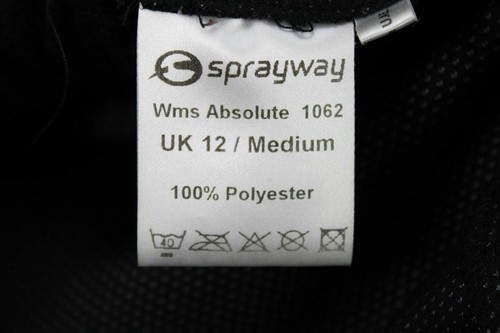 sprayway
Wms Absolute 1062
UK 12 / Medium
100% Polyester
40